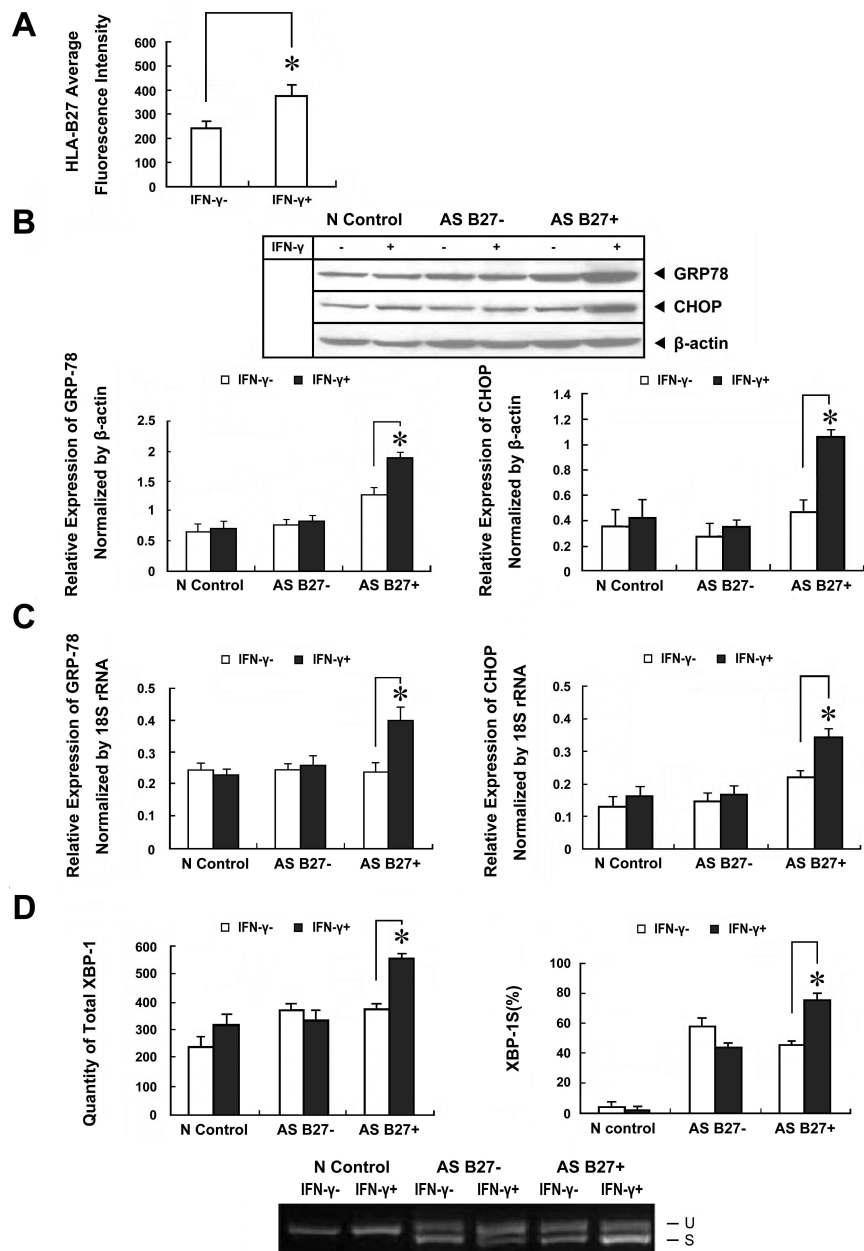 A
HLA-B27 Average
Fluorescence Intensity
600
500
400
300
200
100
0
*
IFN-γ-
IFN-γ+
B
N Control
AS B27-
AS B27+
IFN-γ
-
+
-
+
-
+
GRP78
CHOP
β-actin
Relative Expression of GRP-78
Normalized by β-actin
IFN-γ-
IFN-γ+
2.5
2
1.5
1
0.5
0
*
N Control
AS B27-
AS B27+
Relative Expression of CHOP
Normalized by β-actin
IFN-γ-
IFN-γ+
1.4
1.2
1
0.8
0.6
0.4
0.2
0
*
N Control
AS B27-
AS B27+
C
Relative Expression of GRP-78
Normalized by 18S rRNA
IFN-γ-
IFN-γ+
0.5
0.4
0.3
0.2
0.1
0
*
N Control
AS B27-
AS B27+
Relative Expression of CHOP
Normalized by 18S rRNA
IFN-γ-
IFN-γ+
0.5
0.4
0.3
0.2
0.1
0
*
N Control
AS B27-
AS B27+
D
Quantity of Total XBP-1
IFN-γ-
IFN-γ+
600
500
400
300
200
100
0
*
N Control
AS B27-
AS B27+
XBP-1S(%)
IFN-γ-
IFN-γ+
100
80
60
40
20
0
*
N control
AS B27-
AS B27+
N Control
AS B27-
AS B27+
IFN-γ-
IFN-γ+
IFN-γ-
IFN-γ+
IFN-γ-
IFN-γ+
U
S